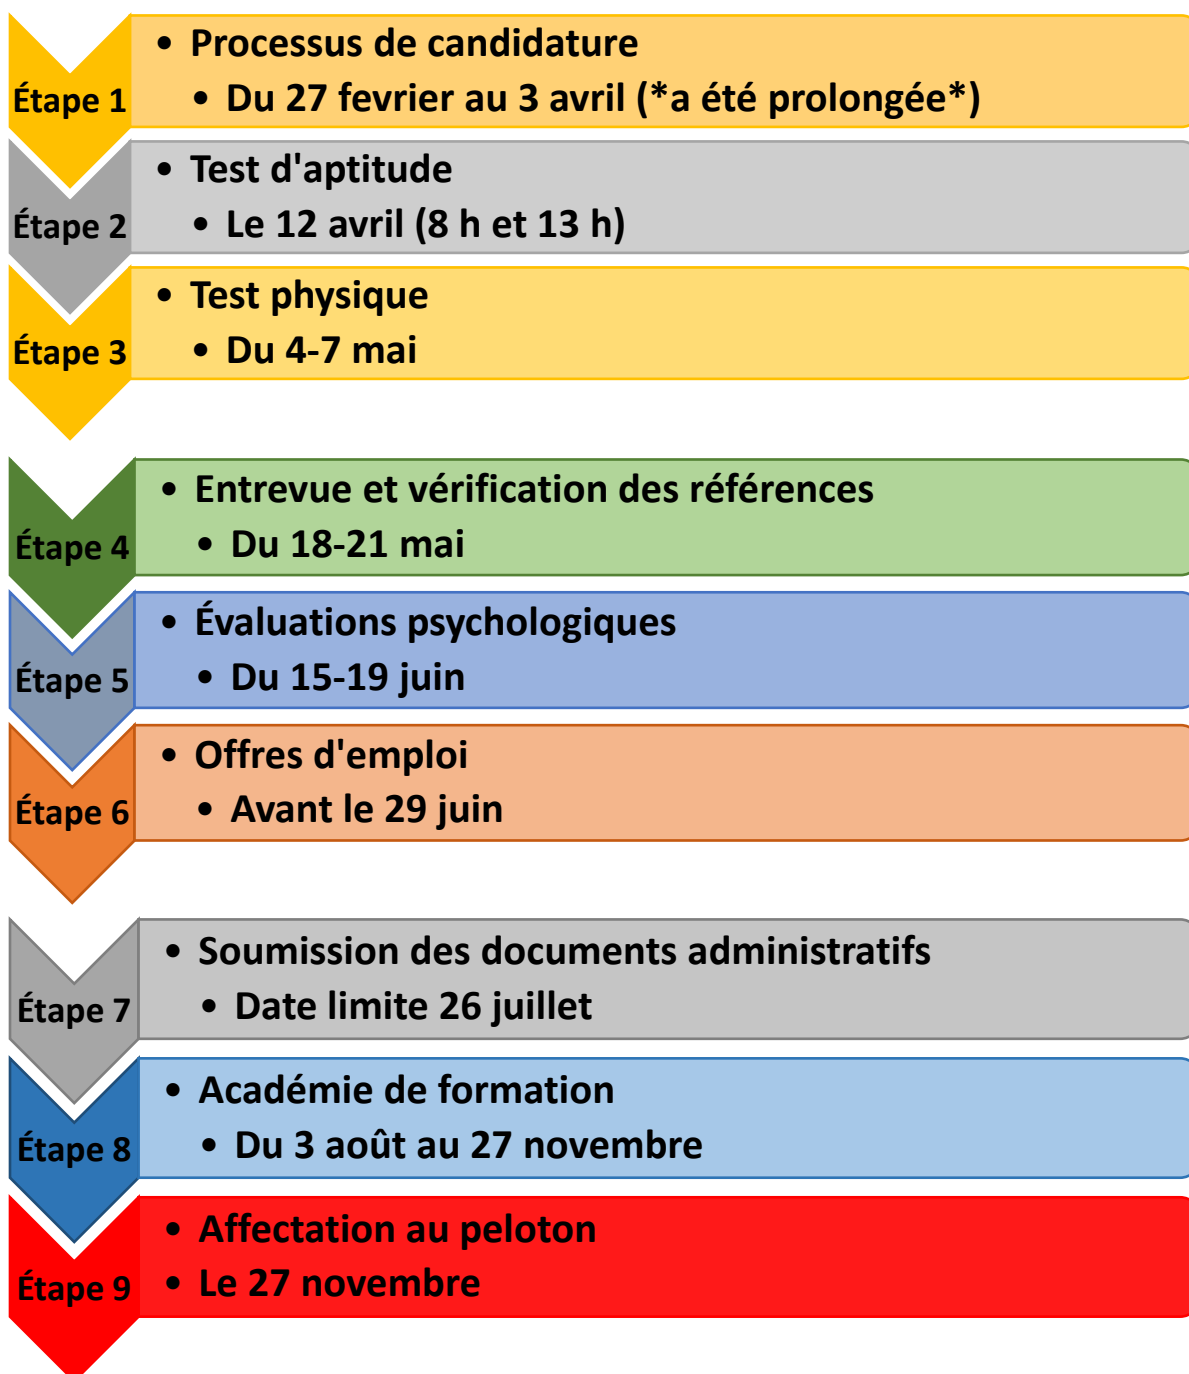 Étape 1
• Processus de candidature
• Du 27 fevrier au 3 avril (*a été prolongée*)
Étape 2
• Test d'aptitude
• Le 12 avril (8 h et 13 h)
Étape 3
• Test physique
• Du 4-7 mai
Étape 4
• Entrevue et vérification des références
• Du 18-21 mai
Étape 5
• Évaluations psychologiques
• Du 15-19 juin
Étape 6
• Offres d'emploi
• Avant le 29 juin
Étape 7
• Soumission des documents administratifs
• Date limite 26 juillet
Étape 8
• Académie de formation
• Du 3 août au 27 novembre
Étape 9
• Affectation au peloton
• Le 27 novembre